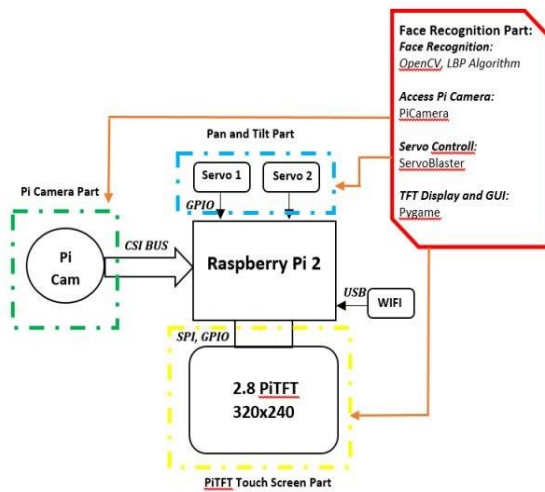 Face Recognition Part:
Face Recognition:
OpenCV, LBP Algorithm
Access Pi Camera:
PiCamera
Servo Controll:
ServoBlaster
TFT Display and GUI:
Pygame
Pan and Tilt Part
Servo 1
Servo 2
GPIO
Pi Camera Part
Pi
Cam
CSI BUS
Raspberry Pi 2
USB
WIFI
SPI, GPIO
2.8 PiTFT
320x240
PiTFT Touch Screen Part